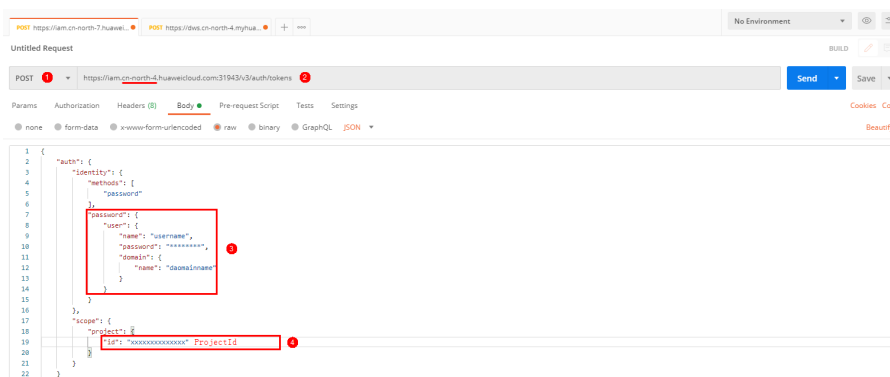 POST https://iam.cn-north-7.huawei... POST https://dws.cn-north-4.myhua... + ooo No Environment
Untitled Request BUILD
POST 1 https://iam.cn-north-4.huaweicloud.com:31943/v3/auth/tokens 2 Send Save
Params Authorization Headers (8) Body Pre-request Script Tests Settings Cookies Co
none form-data x-www-form-urlencoded raw binary GraphQL JSON Beautif
1 {
2 "auth": {
3 "identity": {
4 "methods": [
5 "password"
6 ],
7 "password": {
8 "user": {
9 "name": "username",
10 "password": "********",
11 "domain": {
12 "name": "daomainname"
13 }
14 }
15 }
16 },
17 "scope": {
18 "project": {
19 "id": "xxxxxxxxxxxxxx" ProjectId
20 }
21 }
22 }
3
4